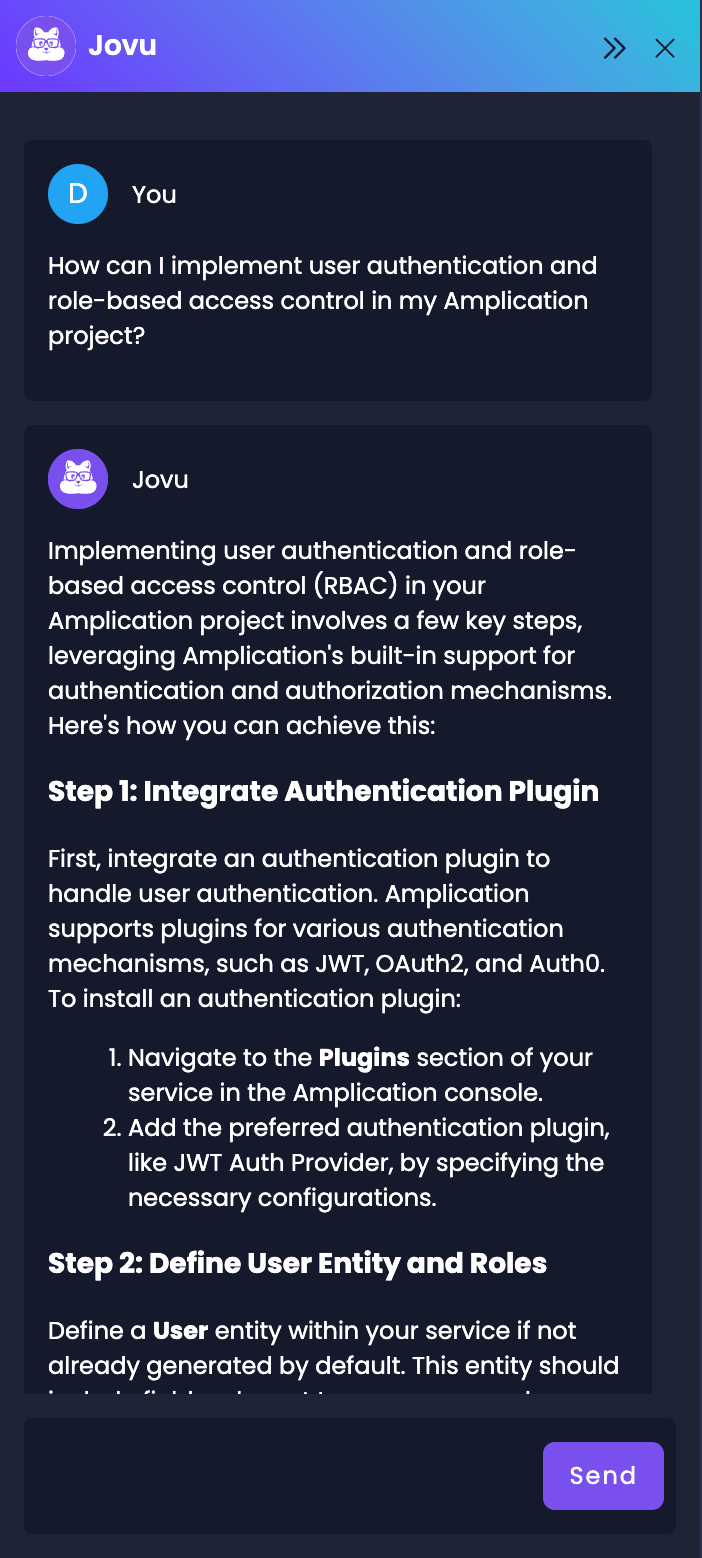 Jovu
D
You
How can I implement user authentication and
role-based access control in my Amplication
project?
Jovu
Implementing user authentication and role-
based access control (RBAC) in your
Amplication project involves a few key steps,
leveraging Amplication's built-in support for
authentication and authorization mechanisms.
Here's how you can achieve this:
Step 1: Integrate Authentication Plugin
First, integrate an authentication plugin to
handle user authentication. Amplication
supports plugins for various authentication
mechanisms, such as JWT, OAuth2, and Auth0.
To install an authentication plugin:
1. Navigate to the Plugins section of your
service in the Amplication console.
2. Add the preferred authentication plugin,
like JWT Auth Provider, by specifying the
necessary configurations.
Step 2: Define User Entity and Roles
Define a User entity within your service if not
already generated by default. This entity should
Send